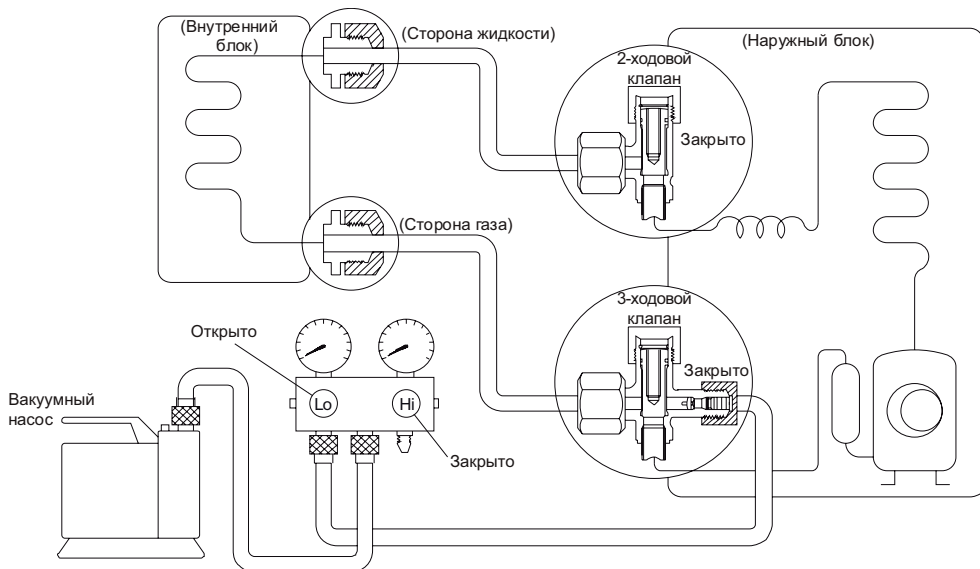 (Внутренний
блок)
(Сторона жидкости)
2-ходовой
клапан
(Наружный блок)
Закрыто
(Сторона газа)
3-ходовой
клапан
Открыто
Закрыто
Вакуумный
насос
Lo
Hi
Закрыто